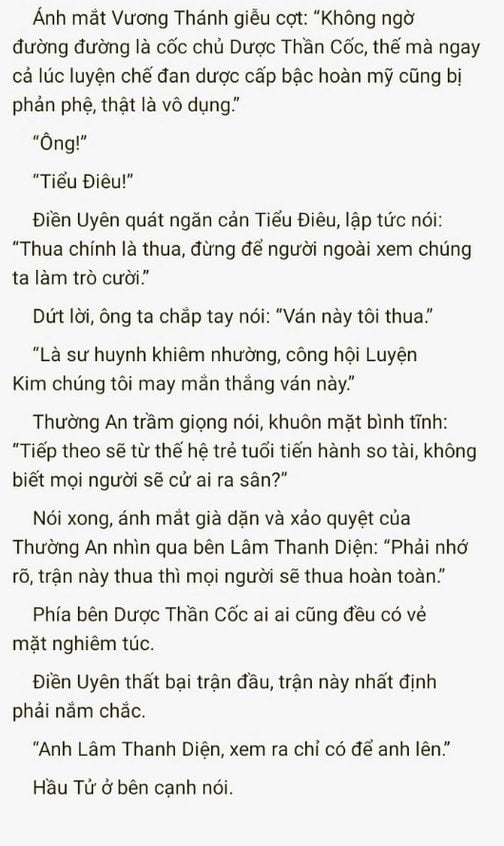 Ánh mắt Vương Thánh giễu cợt: “Không ngờ
đường đường là cốc chủ Dược Thần Cốc, thế mà ngay
cả lúc luyện chế đan dược cấp bậc hoàn mỹ cũng bị
phản phệ, thật là vô dụng.”
“Ông!”
“Tiểu Điêu!”
Điền Uyên quát ngăn cản Tiểu Điêu, lập tức nói:
“Thua chính là thua, đừng để người ngoài xem chúng
ta làm trò cười.”
Dứt lời, ông ta chắp tay nói: “Ván này tôi thua.”
“Là sư huynh khiêm nhường, công hội Luyện
Kim chúng tôi may mắn thắng ván này.”
Thường An trầm giọng nói, khuôn mặt bình tĩnh:
“Tiếp theo sẽ từ thế hệ trẻ tuổi tiến hành so tài, không
biết mọi người sẽ cử ai ra sân?”
Nói xong, ánh mắt già dặn và xảo quyệt của
Thường An nhìn qua bên Lâm Thanh Diện: “Phải nhớ
rõ, trận này thua thì mọi người sẽ thua hoàn toàn.”
Phía bên Dược Thần Cốc ai ai cũng đều có vẻ
mặt nghiêm túc.
Điền Uyên thất bại trận đầu, trận này nhất định
phải nắm chắc.
“Anh Lâm Thanh Diện, xem ra chỉ có để anh lên.”
Hầu Tử ở bên cạnh nói.